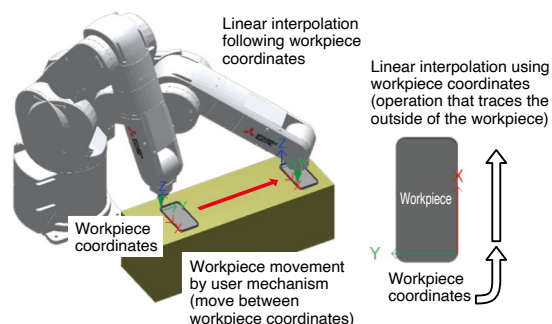 Linear interpolation
following workpiece
coordinates
Linear interpolation using
workpiece coordinates
(operation that traces the
outside of the workpiece)
Z
Z
Y
X
X
X
Workpiece
Y
Workpiece
coordinates
Workpiece
coordinates
Workpiece movement
by user mechanism
(move between
workpiece coordinates)